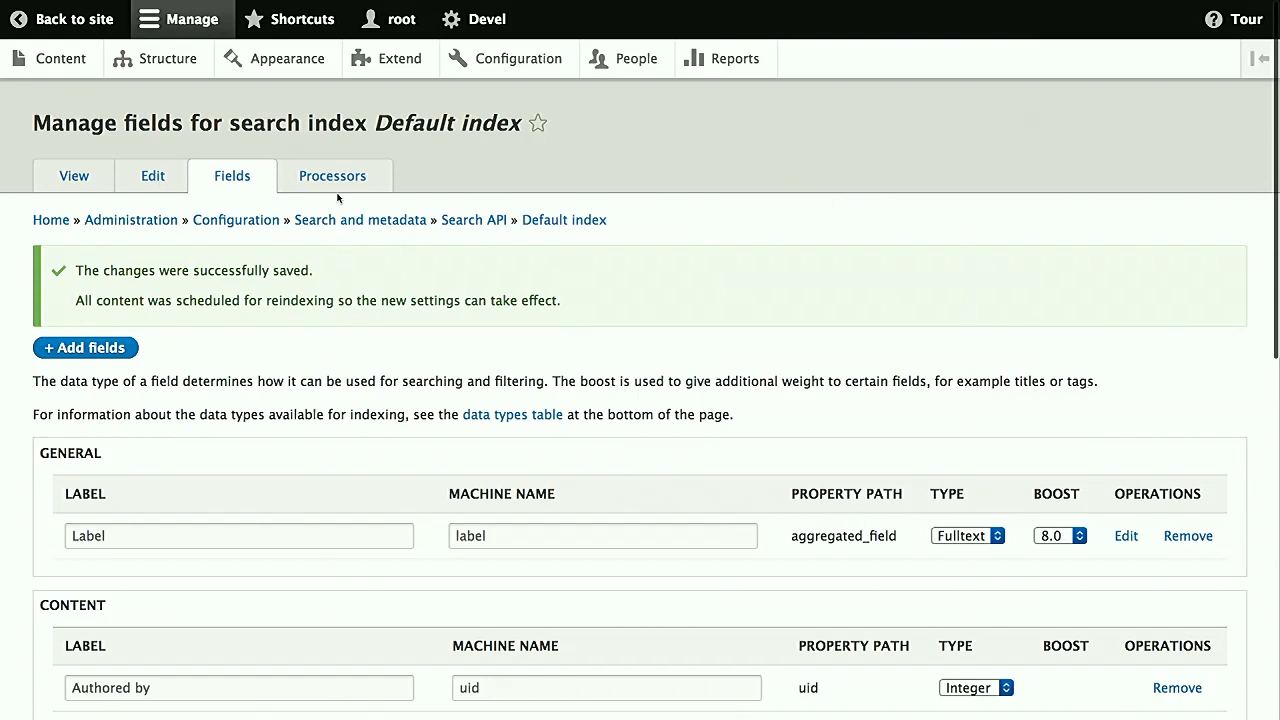 Back to site Manage Shortcuts root Devel Tour
Content Structure Appearance Extend Configuration People Reports
Manage fields for search index Default index
View Edit Fields Processors
Home » Administration » Configuration » Search and metadata » Search API » Default index
The changes were successfully saved.
All content was scheduled for reindexing so the new settings can take effect.
+ Add fields
The data type of a field determines how it can be used for searching and filtering. The boost is used to give additional weight to certain fields, for example titles or tags.
For information about the data types available for indexing, see the data types table at the bottom of the page.
GENERAL
LABEL MACHINE NAME PROPERTY PATH TYPE BOOST OPERATIONS
Label label aggregated_field Fulltext 8.0 Edit Remove
CONTENT
LABEL MACHINE NAME PROPERTY PATH TYPE BOOST OPERATIONS
Authored by uid uid Integer Remove